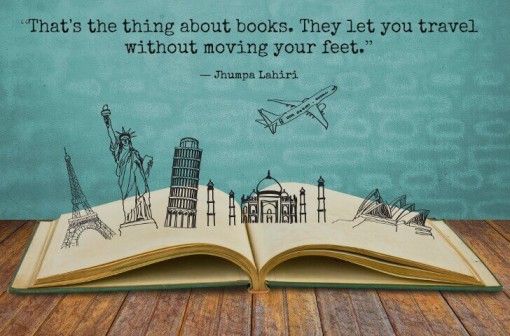 “That's the thing about books. They let you travel
without moving your feet.”
— Jhumpa Lahiri